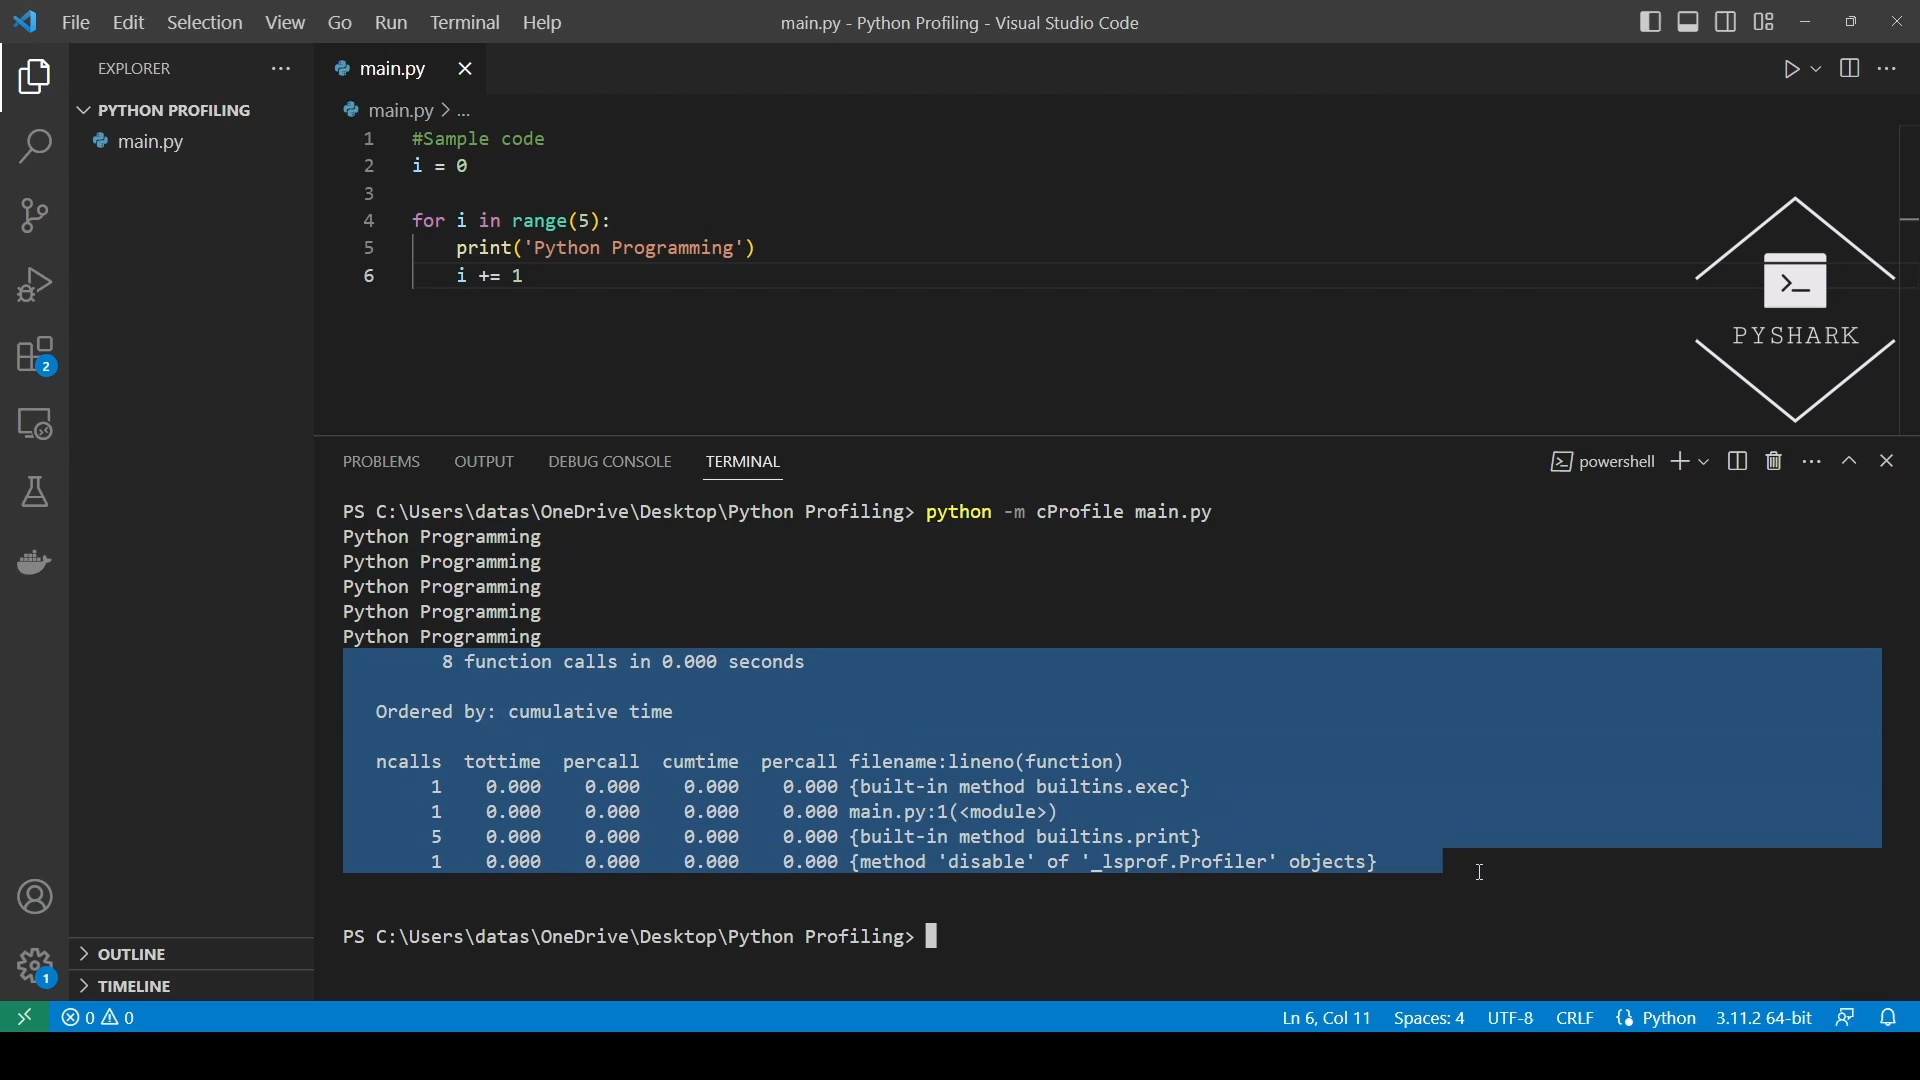 File Edit Selection View Go Run Terminal Help
main.py - Python Profiling - Visual Studio Code
EXPLORER
PYTHON PROFILING
main.py
2
1
OUTLINE
TIMELINE
main.py
main.py > ...
1 #Sample code
2 i = 0
3
4 for i in range(5):
5     print('Python Programming')
6     i += 1
>_
PYSHARK
PROBLEMS OUTPUT DEBUG CONSOLE TERMINAL
powershell
PS C:\Users\datas\OneDrive\Desktop\Python Profiling> python -m cProfile main.py
Python Programming
Python Programming
Python Programming
Python Programming
Python Programming
         8 function calls in 0.000 seconds
   Ordered by: cumulative time
   ncalls  tottime  percall  cumtime  percall filename:lineno(function)
        1    0.000    0.000    0.000    0.000 {built-in method builtins.exec}
        1    0.000    0.000    0.000    0.000 main.py:1(<module>)
        5    0.000    0.000    0.000    0.000 {built-in method builtins.print}
        1    0.000    0.000    0.000    0.000 {method 'disable' of '_lsprof.Profiler' objects}
PS C:\Users\datas\OneDrive\Desktop\Python Profiling>
0 0
Ln 6, Col 11 Spaces: 4 UTF-8 CRLF Python 3.11.2 64-bit